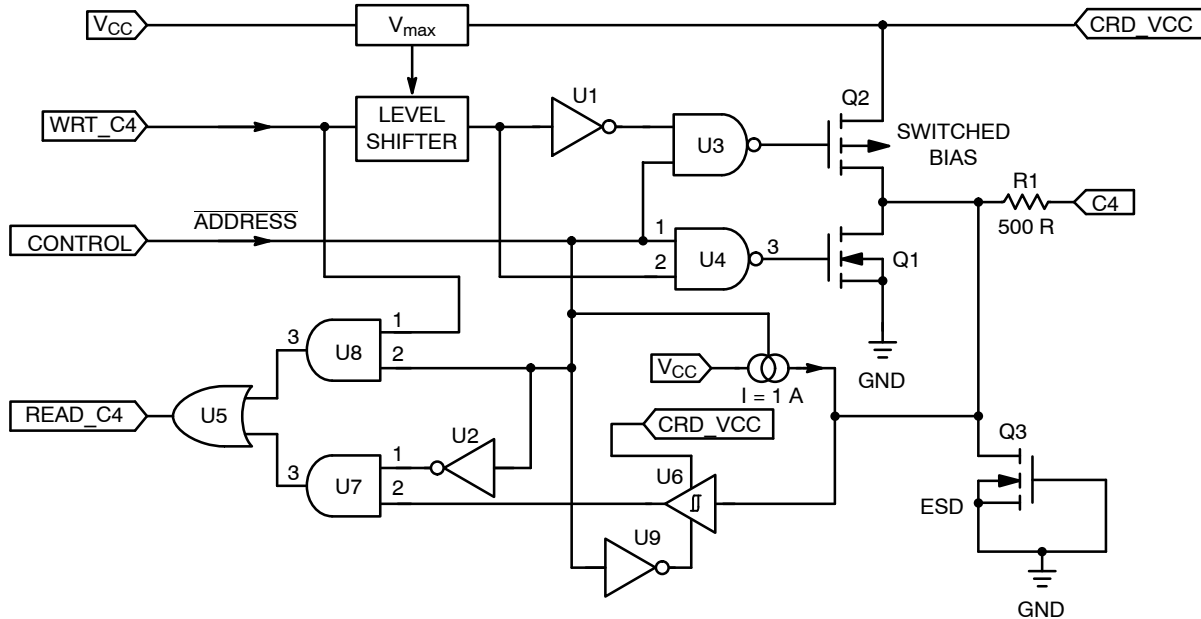 VCC
Vmax
CRD_VCC
U1
Q2
WRT_C4
LEVEL
SHIFTER
U3
SWITCHED
BIAS
R1
C4
500 R
ADDRESS
CONTROL
1
2
U4
3
Q1
GND
3
U8
1
2
VCC
I = 1 A
CRD_VCC
READ_C4
U5
U2
3
U7
1
2
U6
U9
Q3
ESD
GND